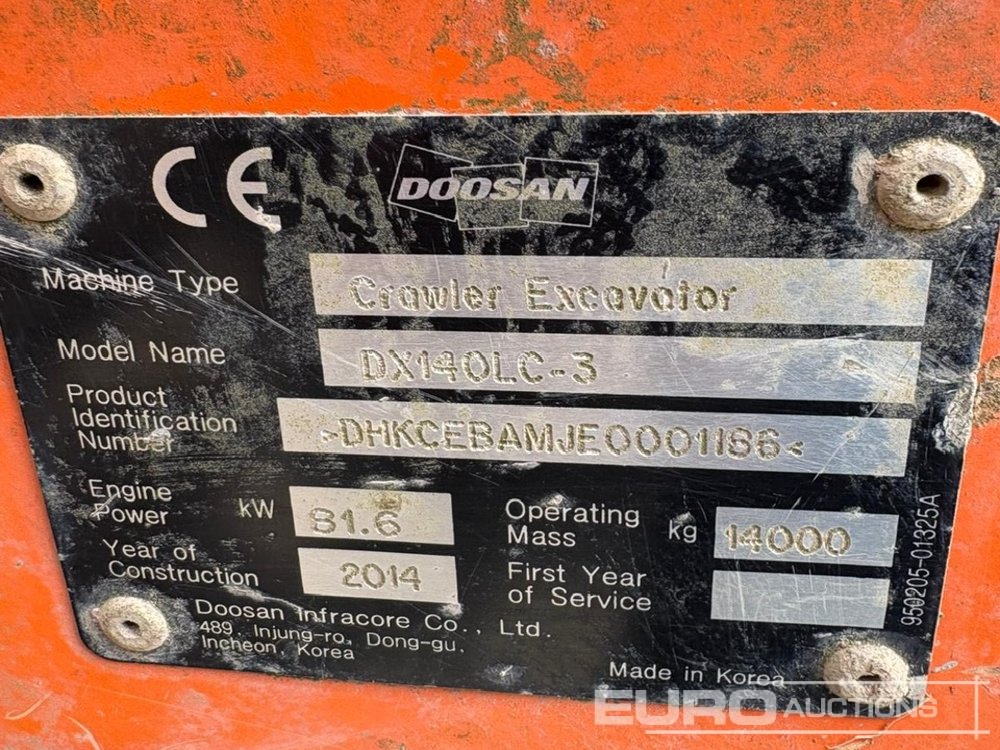 CE DOOSAN
Machine Type Crawler Excavator
Model Name DX140LC-3
Product
Identification
Number >DHKCEBAMJE0001186<
Engine
Power kW 81.6
Operating
Mass kg 14000
Year of
Construction 2014
First Year
of Service
Doosan Infracore Co., Ltd.
489, Injung-ro, Dong-gu,
Incheon, Korea
Made in Korea
950205-01325A
EURO AUCTIONS